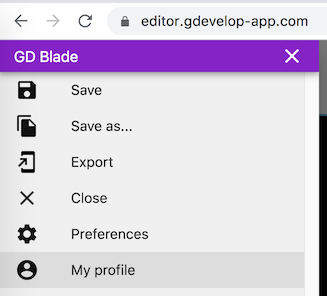 editor.gdevelop-app.com
GD Blade
Save
Save as...
Export
Close
Preferences
My profile